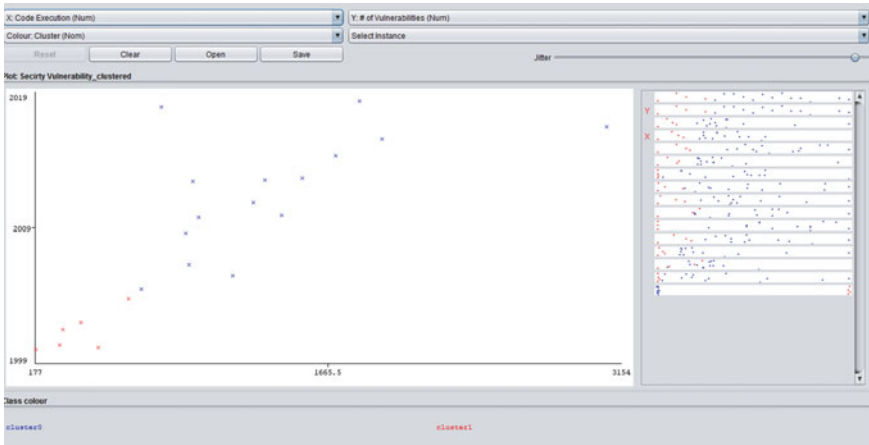 X: Code Execution (Num) Y: # of Vulnerabilities (Num)
Colour: Cluster (Nom) Select Instance
Reset Clear Open Save Jitter
Plot: Secirty Vulnerability_clustered
2019
Y
X
2009
1999
177 1665.5 3154
Class colour
cluster0 cluster1